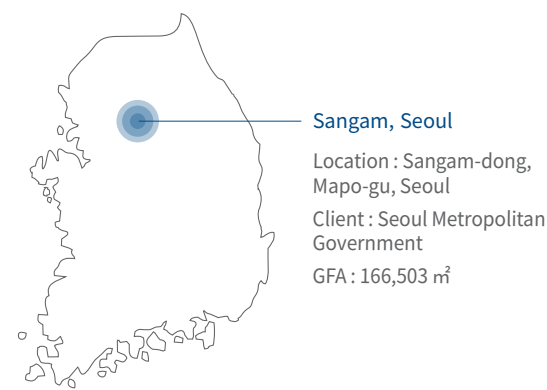 Sangam, Seoul
Location : Sangam-dong,
Mapo-gu, Seoul
Client : Seoul Metropolitan
Government
GFA : 166,503 ㎡